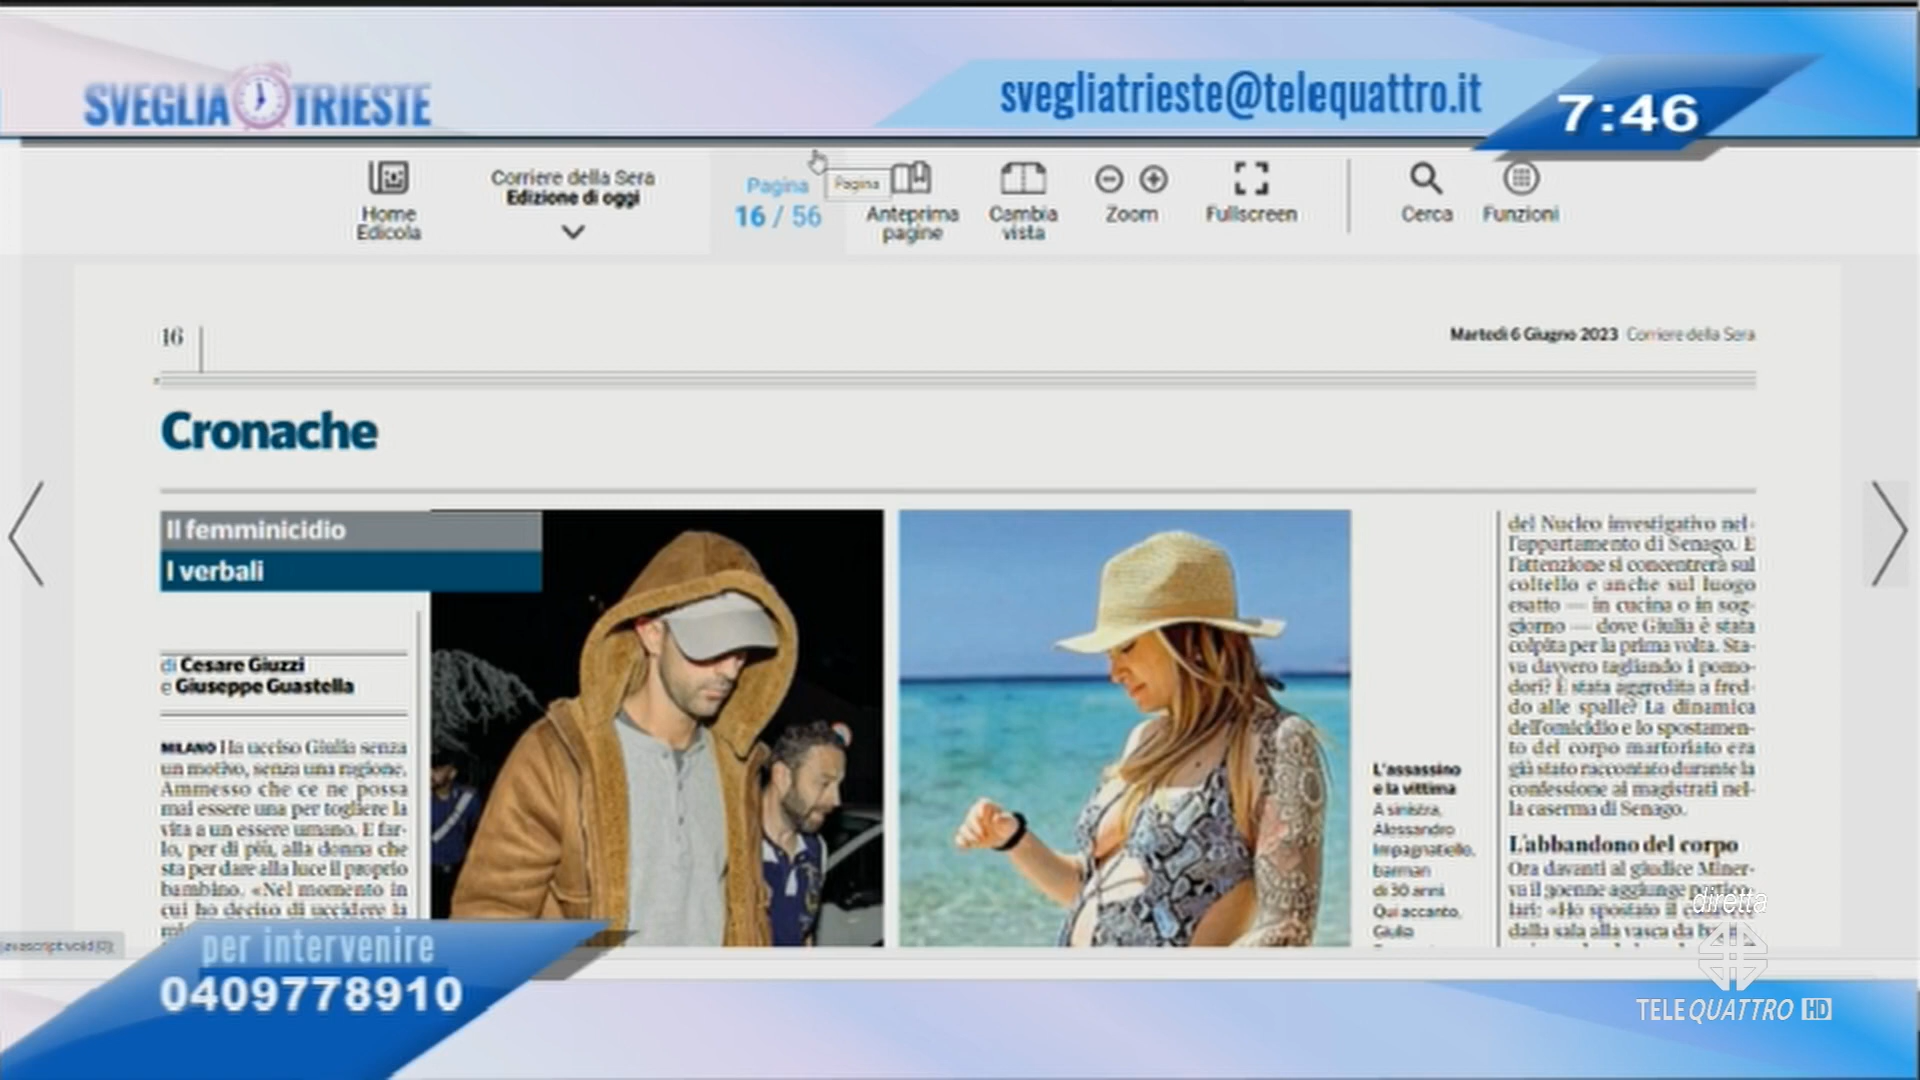 SVEGLIA TRIESTE
svegliatrieste@telequattro.it
7:46
Home
Edicola
Corriere della Sera
Edizione di oggi
Pagina
16 / 56
Pagina
Anteprima
pagine
Cambia
vista
Zoom
Fullscreen
Cerca
Funzioni
16
Martedì 6 Giugno 2023 Corriere della Sera
Cronache
Il femminicidio
I verbali
di Cesare Giuzzi
e Giuseppe Guastella
MILANO Ha ucciso Giulia senza
un motivo, senza una ragione.
Ammesso che ce ne possa
mai essere una per togliere la
vita a un essere umano. E far-
lo, per di più, alla donna che
sta per dare alla luce il proprio
bambino. «Nel momento in
cui ho deciso di uccidere la
L'assassino
e la vittima
A sinistra,
Alessandro
Impagnatiello,
barman
di 30 anni.
Qui accanto,
Giulia
del Nucleo investigativo nel-
l'appartamento di Senago. E
l'attenzione si concentrerà sul
coltello e anche sul luogo
esatto — in cucina o in sog-
giorno — dove Giulia è stata
colpita per la prima volta. Sta-
va davvero tagliando i pomo-
dori? È stata aggredita a fred-
do alle spalle? La dinamica
dell'omicidio e lo spostamen-
to del corpo martoriato era
già stato raccontato durante la
confessione ai magistrati nel-
la caserma di Senago.
L'abbandono del corpo
Ora davanti al giudice Miner-
va il 30enne aggiunge partico-
lari: «Ho spostato il
dalla sala alla vasca da
javascript:void(0);
per intervenire
0409778910
diretta
TELEQUATTRO HD